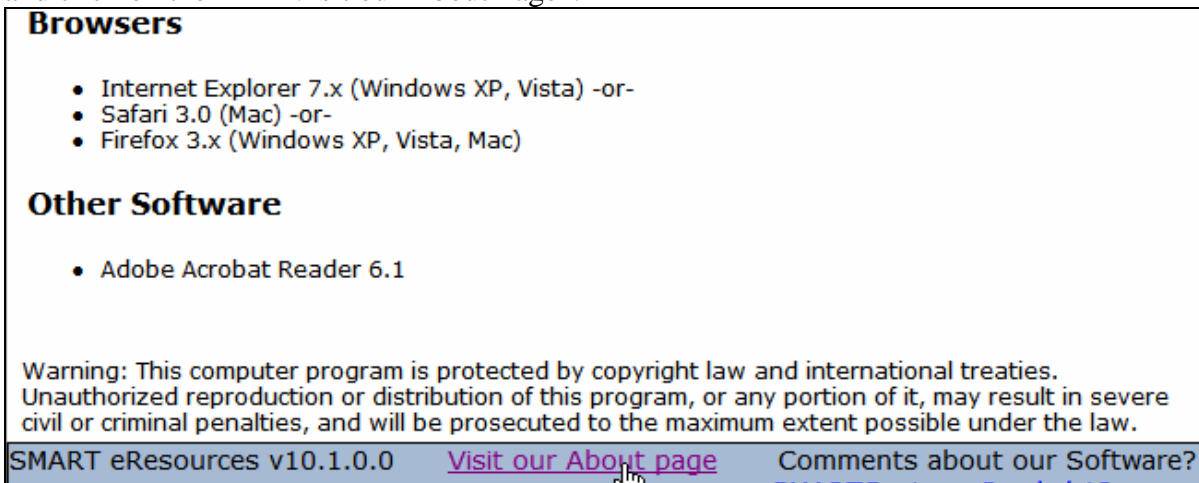 Browsers
• Internet Explorer 7.x (Windows XP, Vista) -or-
• Safari 3.0 (Mac) -or-
• Firefox 3.x (Windows XP, Vista, Mac)
Other Software
• Adobe Acrobat Reader 6.1
Warning: This computer program is protected by copyright law and international treaties.
Unauthorized reproduction or distribution of this program, or any portion of it, may result in severe
civil or criminal penalties, and will be prosecuted to the maximum extent possible under the law.
SMART eResources v10.1.0.0 Visit our About page Comments about our Software?